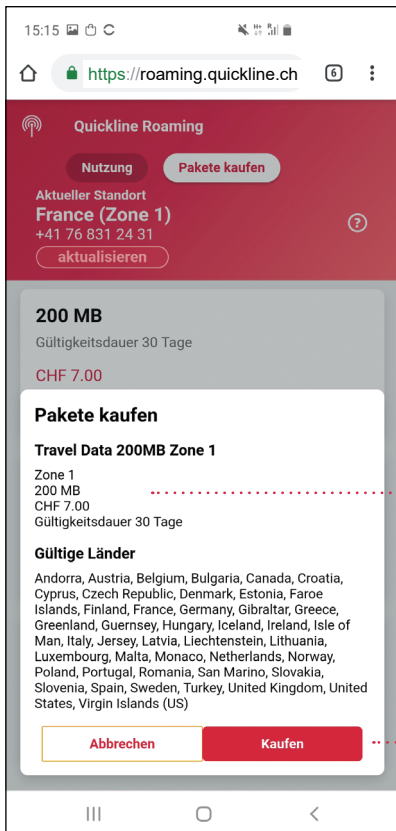 15:15
https://roaming.quickline.ch
6
Quickline Roaming
Nutzung
Pakete kaufen
Aktueller Standort
France (Zone 1)
+41 76 831 24 31
?
aktualisieren
200 MB
Gültigkeitsdauer 30 Tage
CHF 7.00
Pakete kaufen
Travel Data 200MB Zone 1
Zone 1
200 MB
CHF 7.00
Gültigkeitsdauer 30 Tage
Gültige Länder
Andorra, Austria, Belgium, Bulgaria, Canada, Croatia,
Cyprus, Czech Republic, Denmark, Estonia, Faroe
Islands, Finland, France, Germany, Gibraltar, Greece,
Greenland, Guernsey, Hungary, Iceland, Ireland, Isle of
Man, Italy, Jersey, Latvia, Liechtenstein, Lithuania,
Luxembourg, Malta, Monaco, Netherlands, Norway,
Poland, Portugal, Romania, San Marino, Slovakia,
Slovenia, Spain, Sweden, Turkey, United Kingdom, United
States, Virgin Islands (US)
Abbrechen
Kaufen